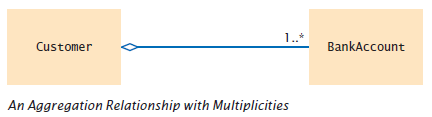 Customer
1..*
BankAccount
An Aggregation Relationship with Multiplicities